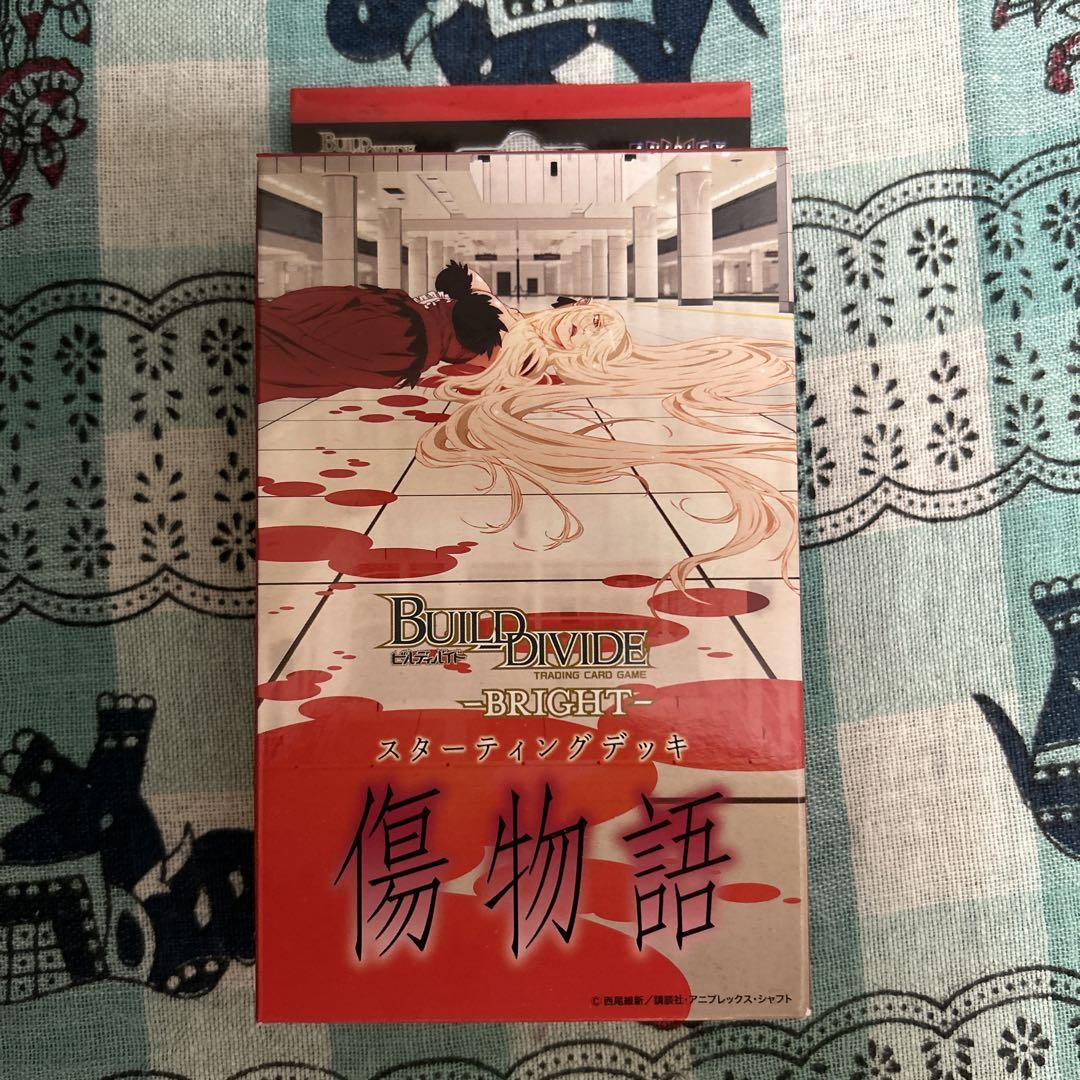 BUILD DIVIDE
BUILD DIVIDE
ビルディバイド
TRADING CARD GAME
-BRIGHT-
スターティングデッキ
傷物語
© 西尾維新／講談社・アニプレックス・シャフト